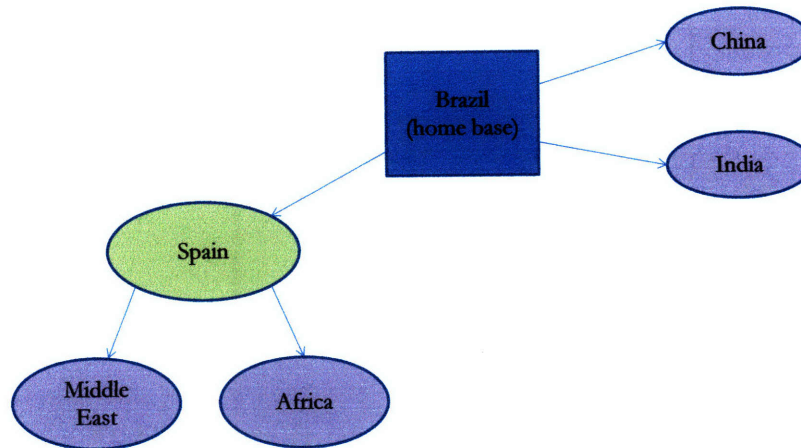 China
Brazil
(home base)
India
Spain
Middle
East
Africa